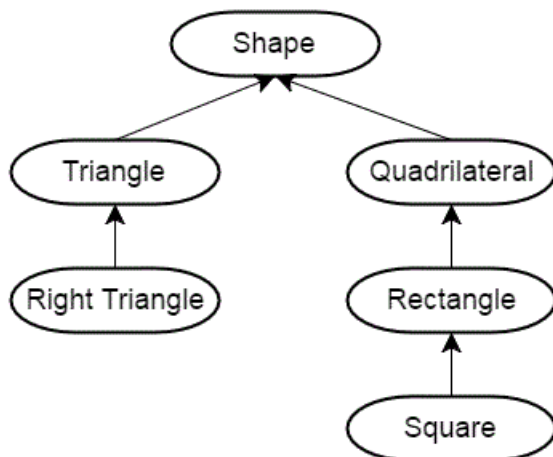 Shape
Triangle
Quadrilateral
Right Triangle
Rectangle
Square